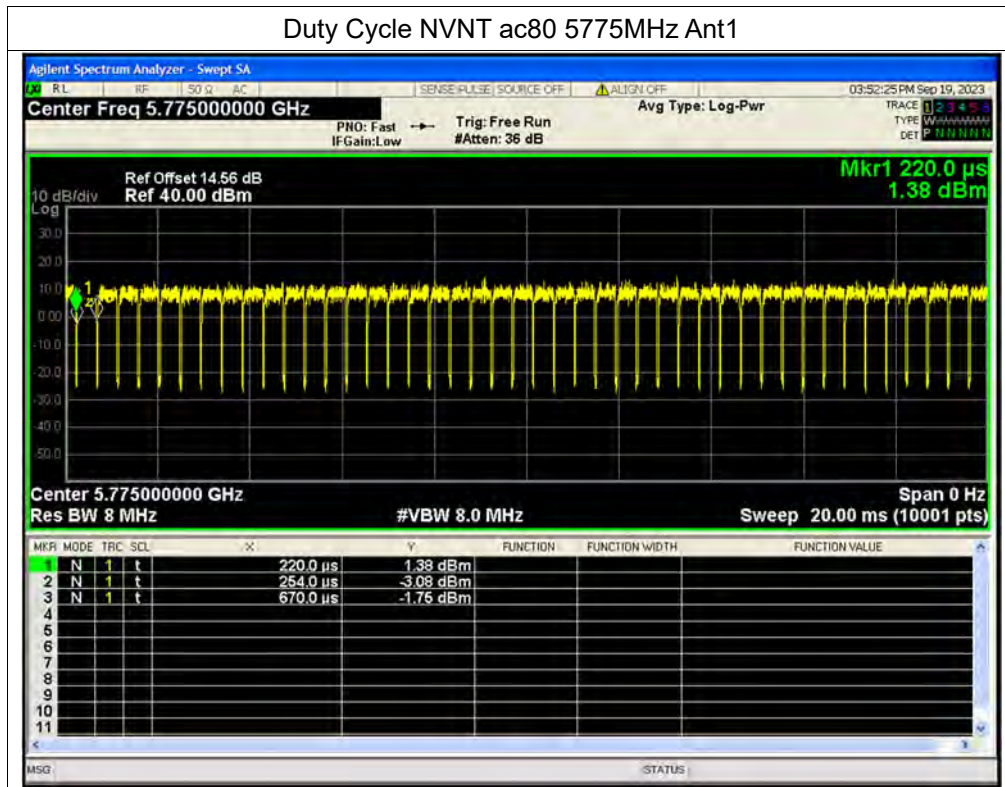 Duty Cycle NVNT ac80 5775MHz Ant1
Agilent Spectrum Analyzer - Swept SA
RL RF 50 Ω AC SENSE:PULSE SOURCE OFF ALIGN OFF 03:52:25 PM Sep 19, 2023
Center Freq 5.775000000 GHz Avg Type: Log-Pwr TRACE 1 2 3 4 5 6
PNO: Fast Trig: Free Run TYPE W
IFGain:Low #Atten: 36 dB DET P N N N N N
Mkr1 220.0 µs
Ref Offset 14.56 dB
10 dB/div Ref 40.00 dBm 1.38 dBm
Log
30.0
20.0
10.0
1
2
0.00
-10.0
-20.0
-30.0
-40.0
-50.0
Center 5.775000000 GHz Span 0 Hz
Res BW 8 MHz #VBW 8.0 MHz Sweep 20.00 ms (10001 pts)
MKR MODE TRC SCL X Y FUNCTION FUNCTION WIDTH FUNCTION VALUE
1 N 1 t 220.0 µs 1.38 dBm
2 N 1 t 254.0 µs -3.08 dBm
3 N 1 t 670.0 µs -1.75 dBm
4
5
6
7
8
9
10
11
MSG STATUS